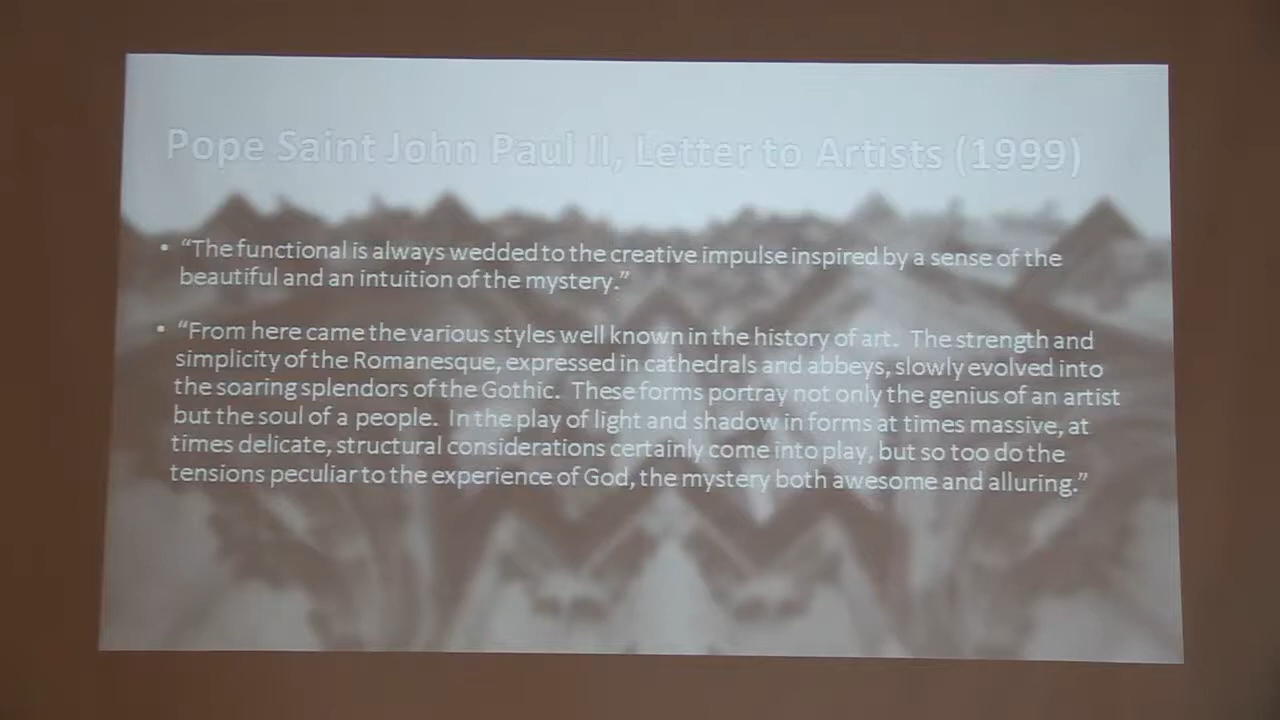 Pope Saint John Paul II, Letter to Artists (1999)
• “The functional is always wedded to the creative impulse inspired by a sense of the
beautiful and an intuition of the mystery.”
• “From here came the various styles well known in the history of art. The strength and
simplicity of the Romanesque, expressed in cathedrals and abbeys, slowly evolved into
the soaring splendors of the Gothic. These forms portray not only the genius of an artist
but the soul of a people. In the play of light and shadow in forms at times massive, at
times delicate, structural considerations certainly come into play, but so too do the
tensions peculiar to the experience of God, the mystery both awesome and alluring.”